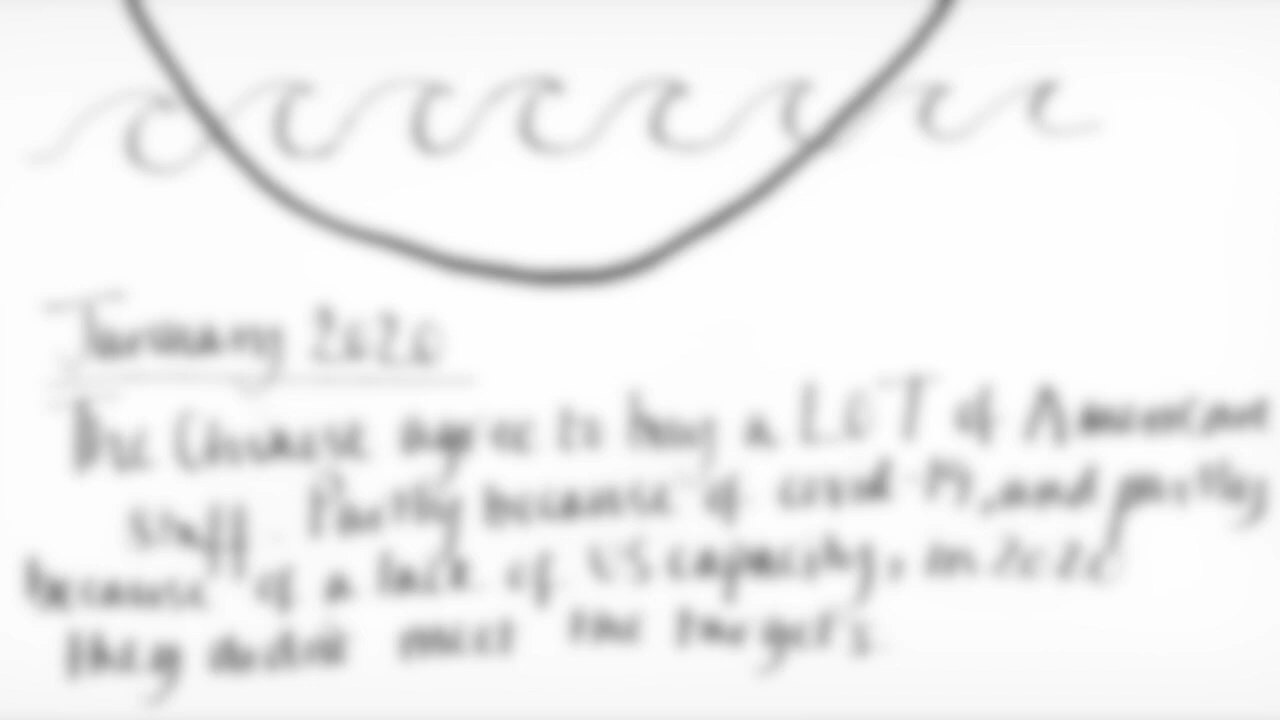 January 2020
The Chinese agree to buy a LOT of American
stuff. Partly because of covid-19, and partly
because of a lack of US capacity, in 2020
they didnt meet the targets.